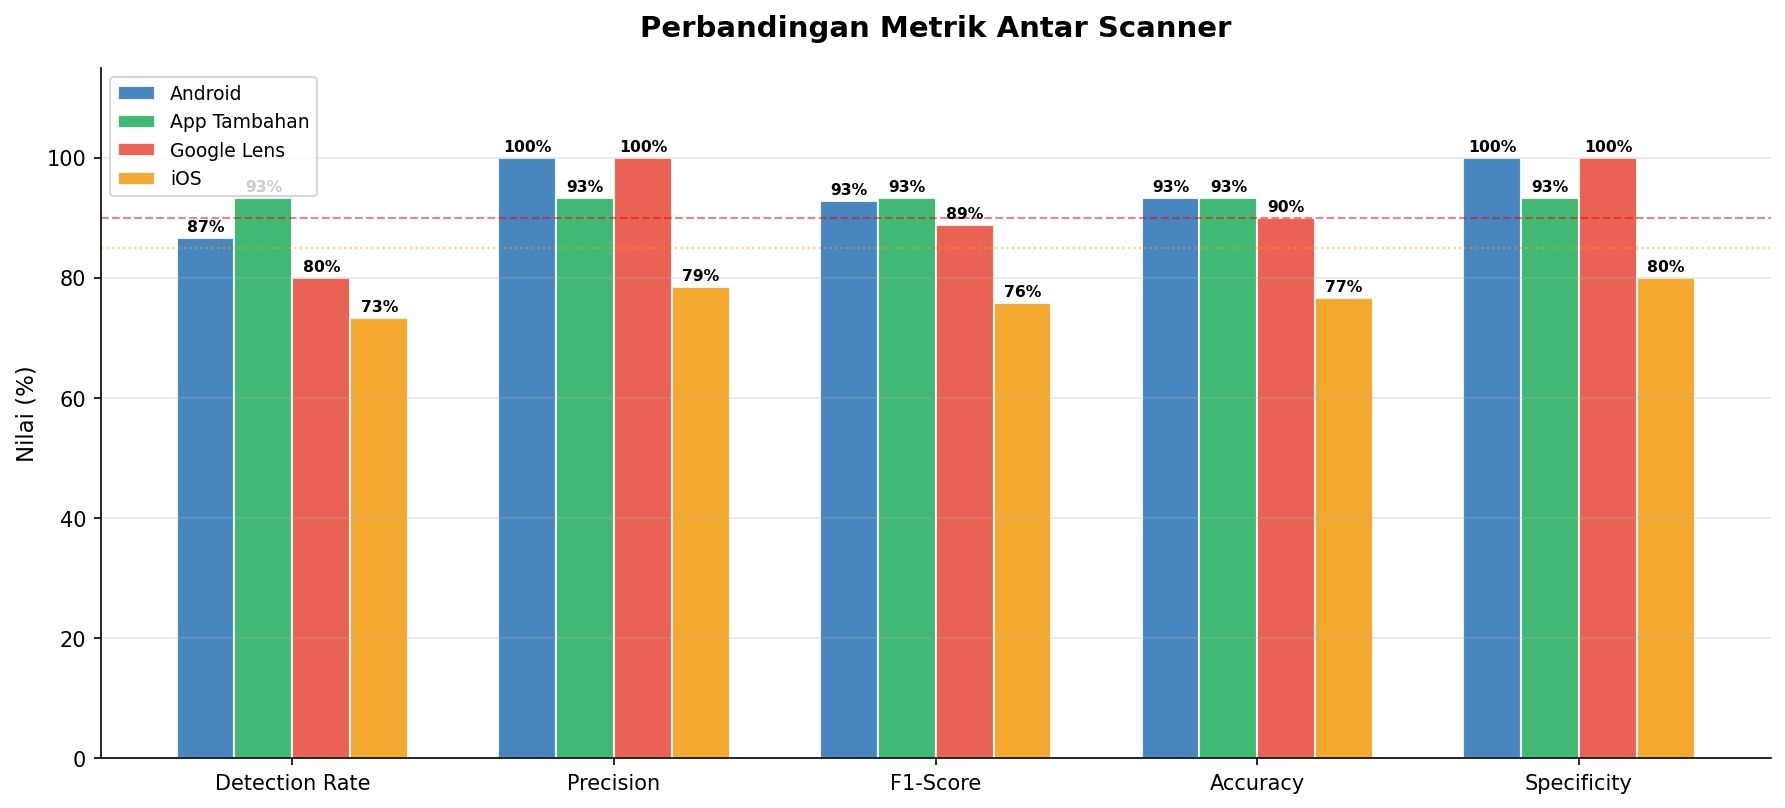 Perbandingan Metrik Antar Scanner
Android
App Tambahan
Google Lens
iOS
Nilai (%)
100
80
60
40
20
0
87%
93%
80%
73%
100%
93%
100%
79%
93%
93%
89%
76%
93%
93%
90%
77%
100%
93%
100%
80%
Detection Rate
Precision
F1-Score
Accuracy
Specificity